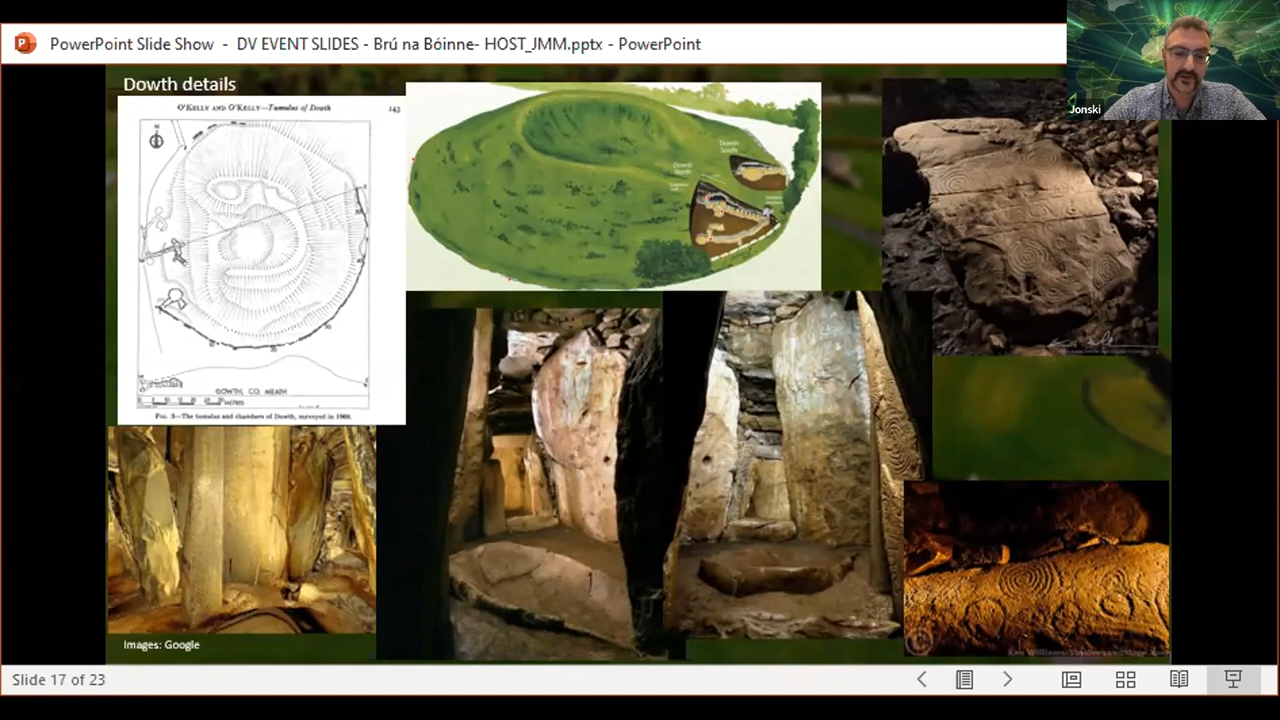 PowerPoint Slide Show - DV EVENT SLIDES - Brú na Bóinne- HOST_JMM.pptx - PowerPoint
Jonski
Dowth details
O'KELLY AND O'KELLY—Tumulus of Dowth 143
DOWTH, CO. MEATH
METRES
FIG. 3—The tumulus and chambers of Dowth, surveyed in 1969.
Dowth
South
Dowth
North
Images: Google
Slide 17 of 23